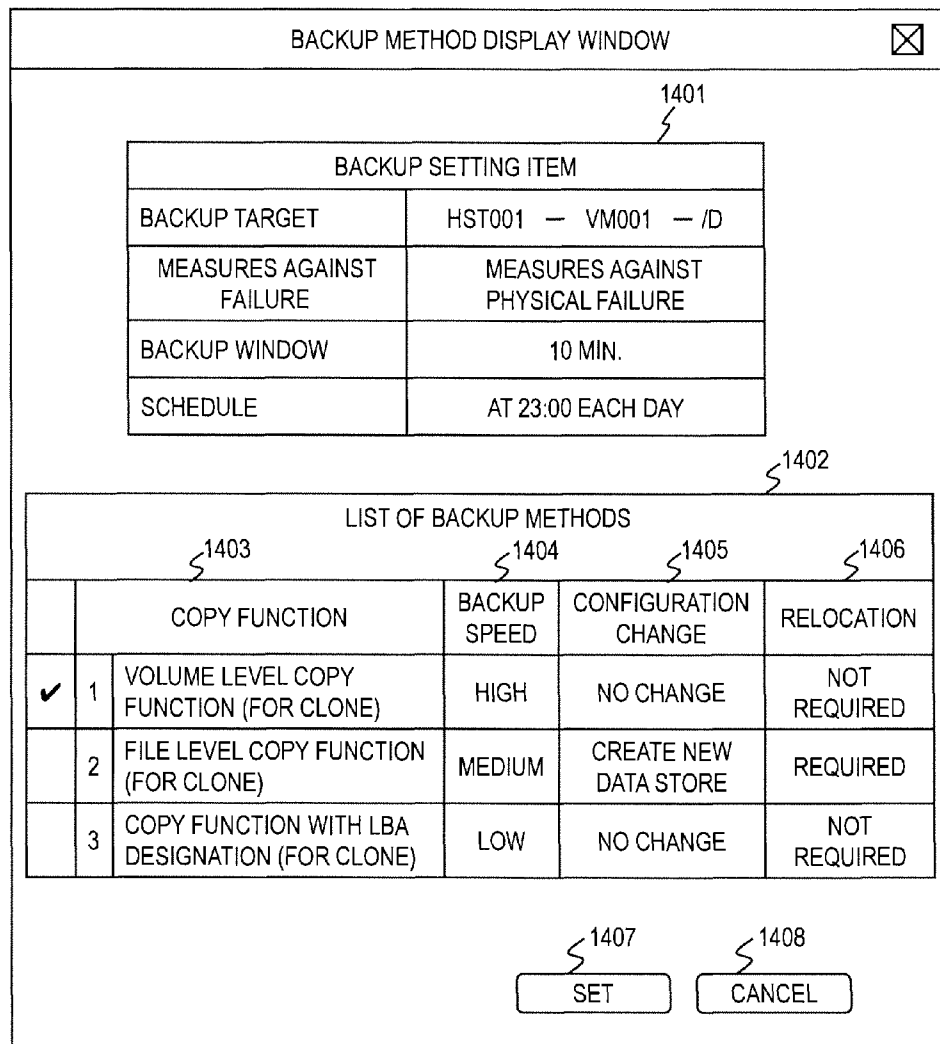 BACKUP METHOD DISPLAY WINDOW
1401
BACKUP SETTING ITEM
BACKUP TARGET
HST001 — VM001 — /D
MEASURES AGAINST
FAILURE
MEASURES AGAINST
PHYSICAL FAILURE
BACKUP WINDOW
10 MIN.
SCHEDULE
AT 23:00 EACH DAY
1402
LIST OF BACKUP METHODS
1403
1404
1405
1406
COPY FUNCTION
BACKUP
SPEED
CONFIGURATION
CHANGE
RELOCATION
✔
1
VOLUME LEVEL COPY
FUNCTION (FOR CLONE)
HIGH
NO CHANGE
NOT
REQUIRED
2
FILE LEVEL COPY FUNCTION
(FOR CLONE)
MEDIUM
CREATE NEW
DATA STORE
REQUIRED
3
COPY FUNCTION WITH LBA
DESIGNATION (FOR CLONE)
LOW
NO CHANGE
NOT
REQUIRED
1407
1408
SET
CANCEL